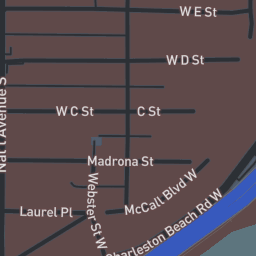 W E St
W D St
W C St
C St
Nat'l Avenue S
Madrona St
Webster St W
McCall Blvd W
Laurel Pl
Charleston Beach Rd W